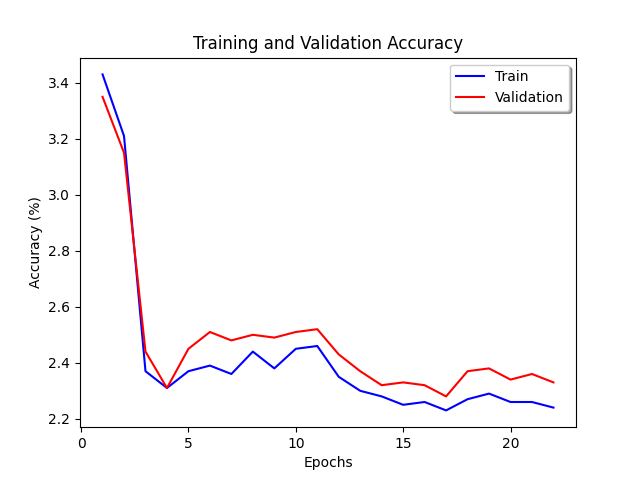 Training and Validation Accuracy
Train
Validation
Accuracy (%)
3.4
3.2
3.0
2.8
2.6
2.4
2.2
0
5
10
15
20
Epochs